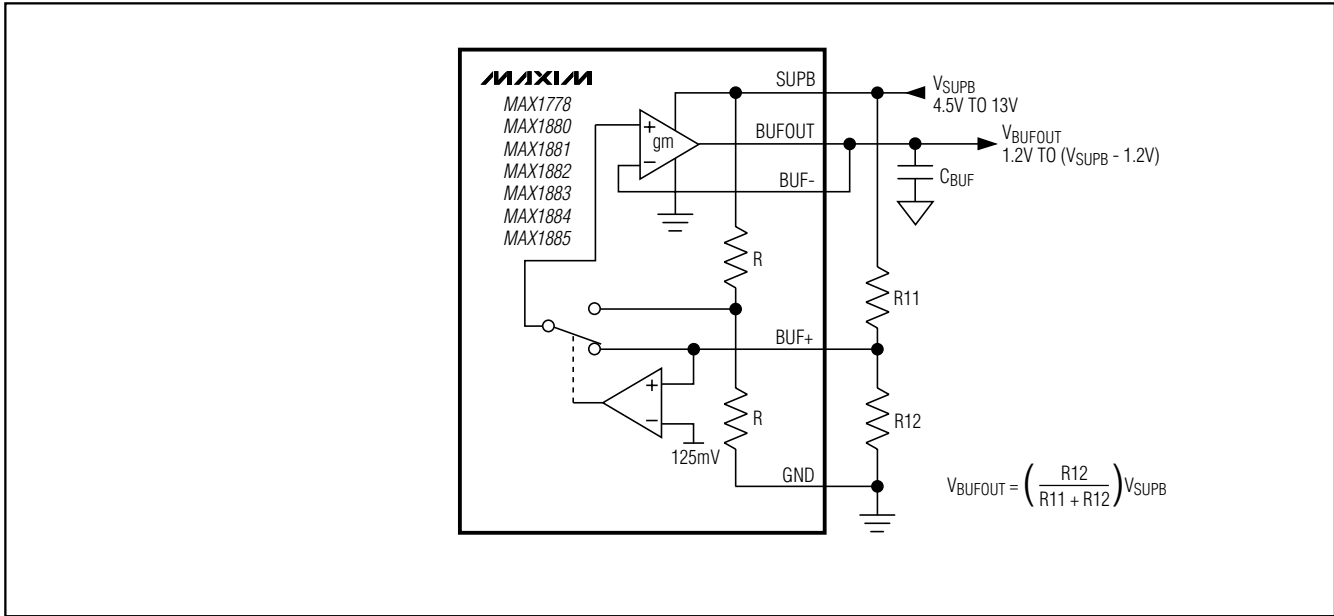 MAXIM
MAX1778
MAX1880
MAX1881
MAX1882
MAX1883
MAX1884
MAX1885
SUPB
VSUPB
4.5V TO 13V
+
gm
−
BUFOUT
VBUFOUT
1.2V TO (VSUPB - 1.2V)
BUF-
CBUF
R
R11
BUF+
+
−
125mV
R
R12
GND
VBUFOUT = (R12 / R11 + R12) VSUPB